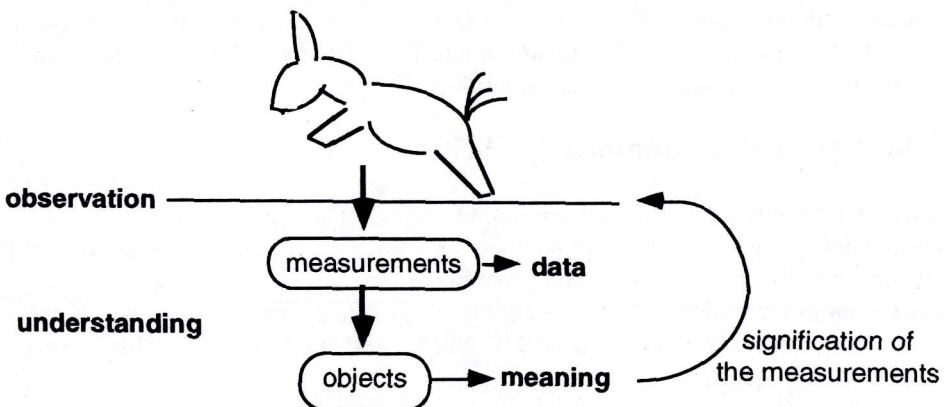 observation
measurements
data
understanding
signification of
the measurements
objects
meaning